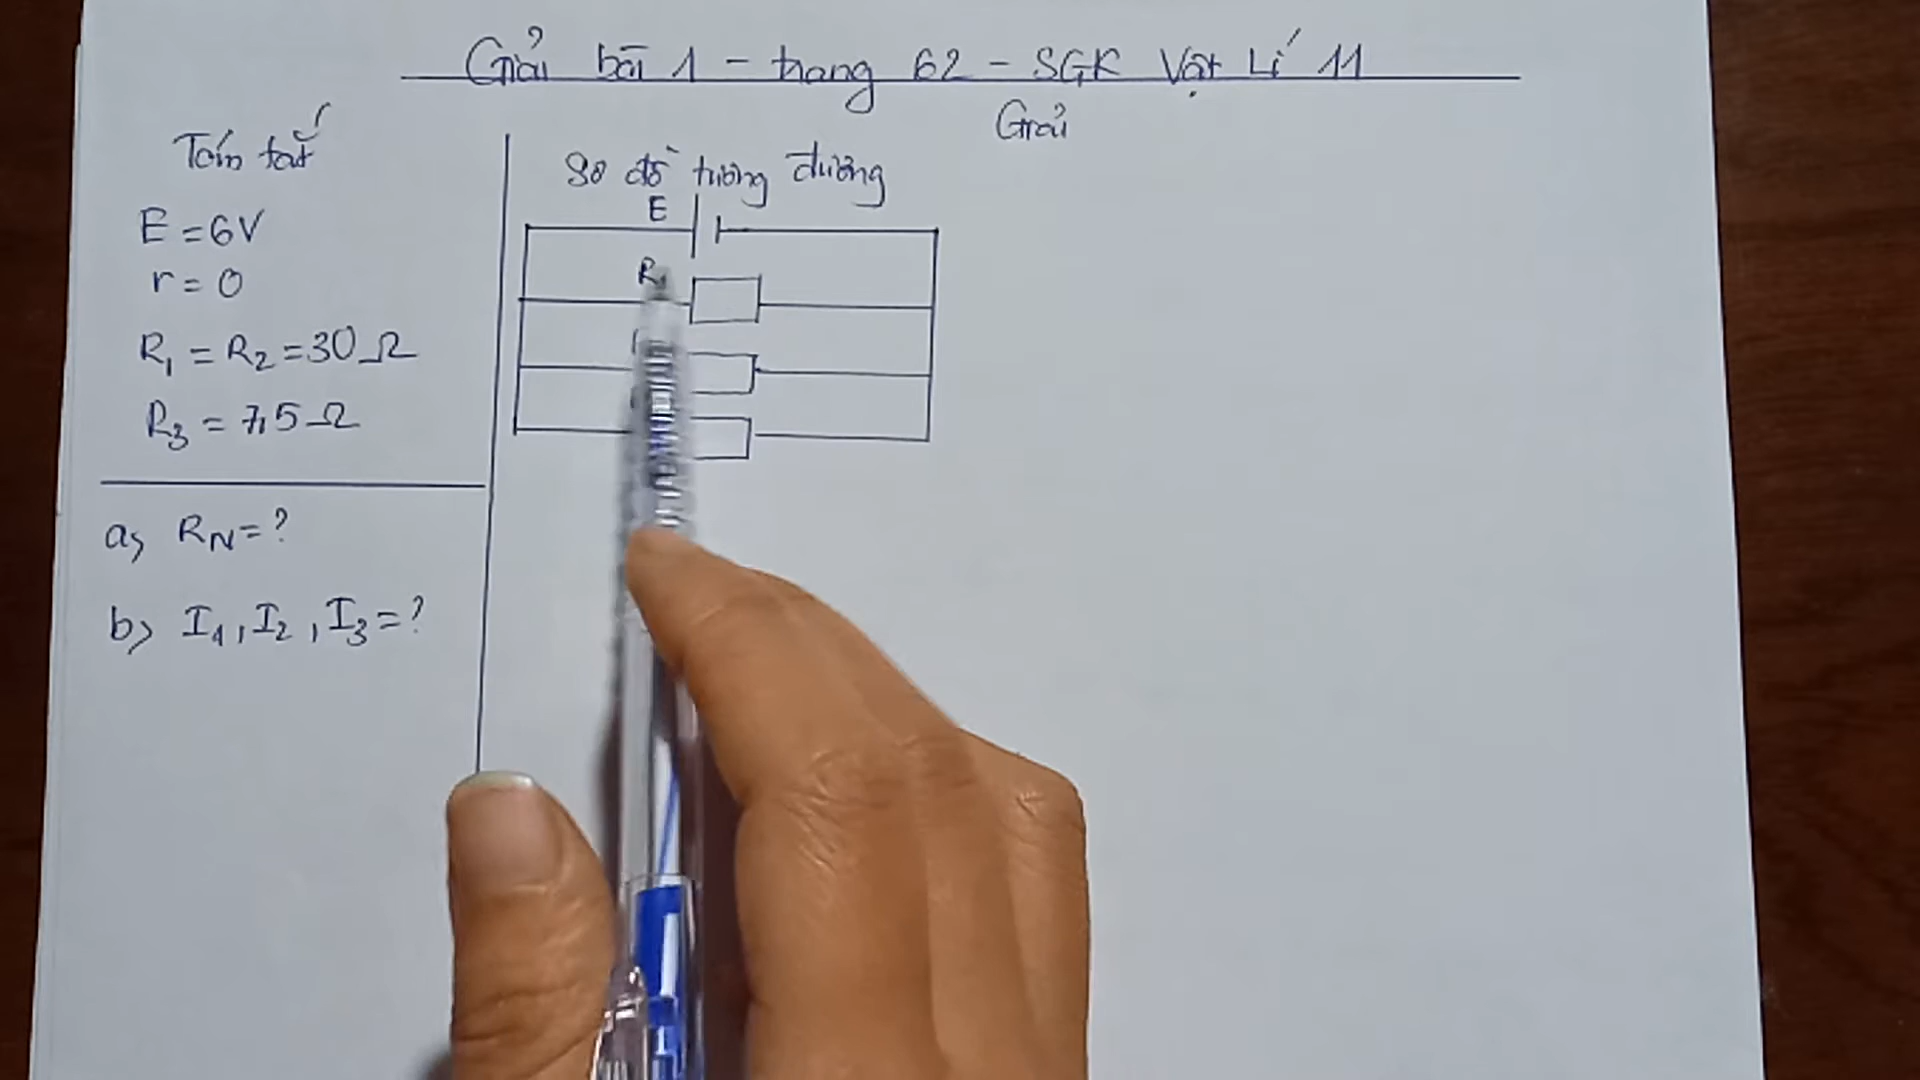 Giải bài 1 - trang 62 - SGK Vật Lí 11
Giải
Tóm tắt
E = 6V
r = 0
R1 = R2 = 30 Ω
R3 = 7,5 Ω
a, RN = ?
b) I1, I2, I3 = ?
Sơ đồ tương đương
E
R1